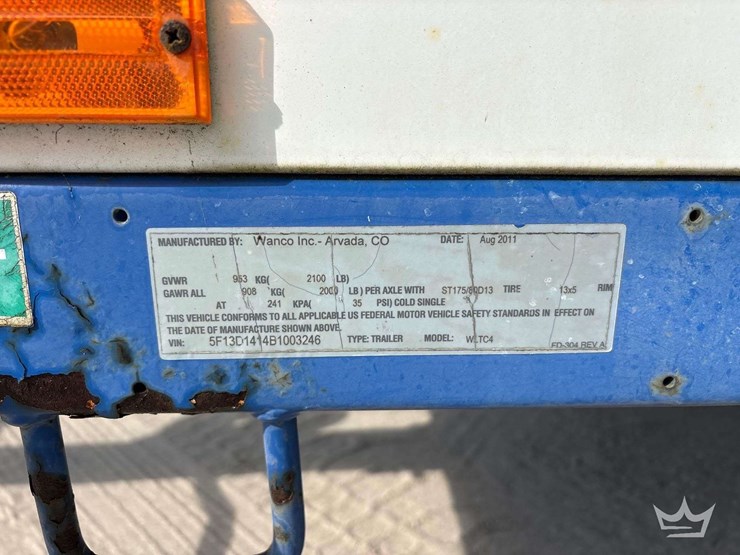 MANUFACTURED BY: Wanco Inc.- Arvada, CO DATE: Aug 2011
GVWR 953 KG( 2100 LB)
GAWR ALL 908 KG( 2000 LB) PER AXLE WITH ST175/80D13 TIRE 13x5 RIM
AT 241 KPA( 35 PSI) COLD SINGLE
THIS VEHICLE CONFORMS TO ALL APPLICABLE US FEDERAL MOTOR VEHICLE SAFETY STANDARDS IN EFFECT ON
THE DATE OF MANUFACTURE SHOWN ABOVE.
VIN: 5F13D1414B1003246 TYPE: TRAILER MODEL: WLTC4
FD-304 REV A